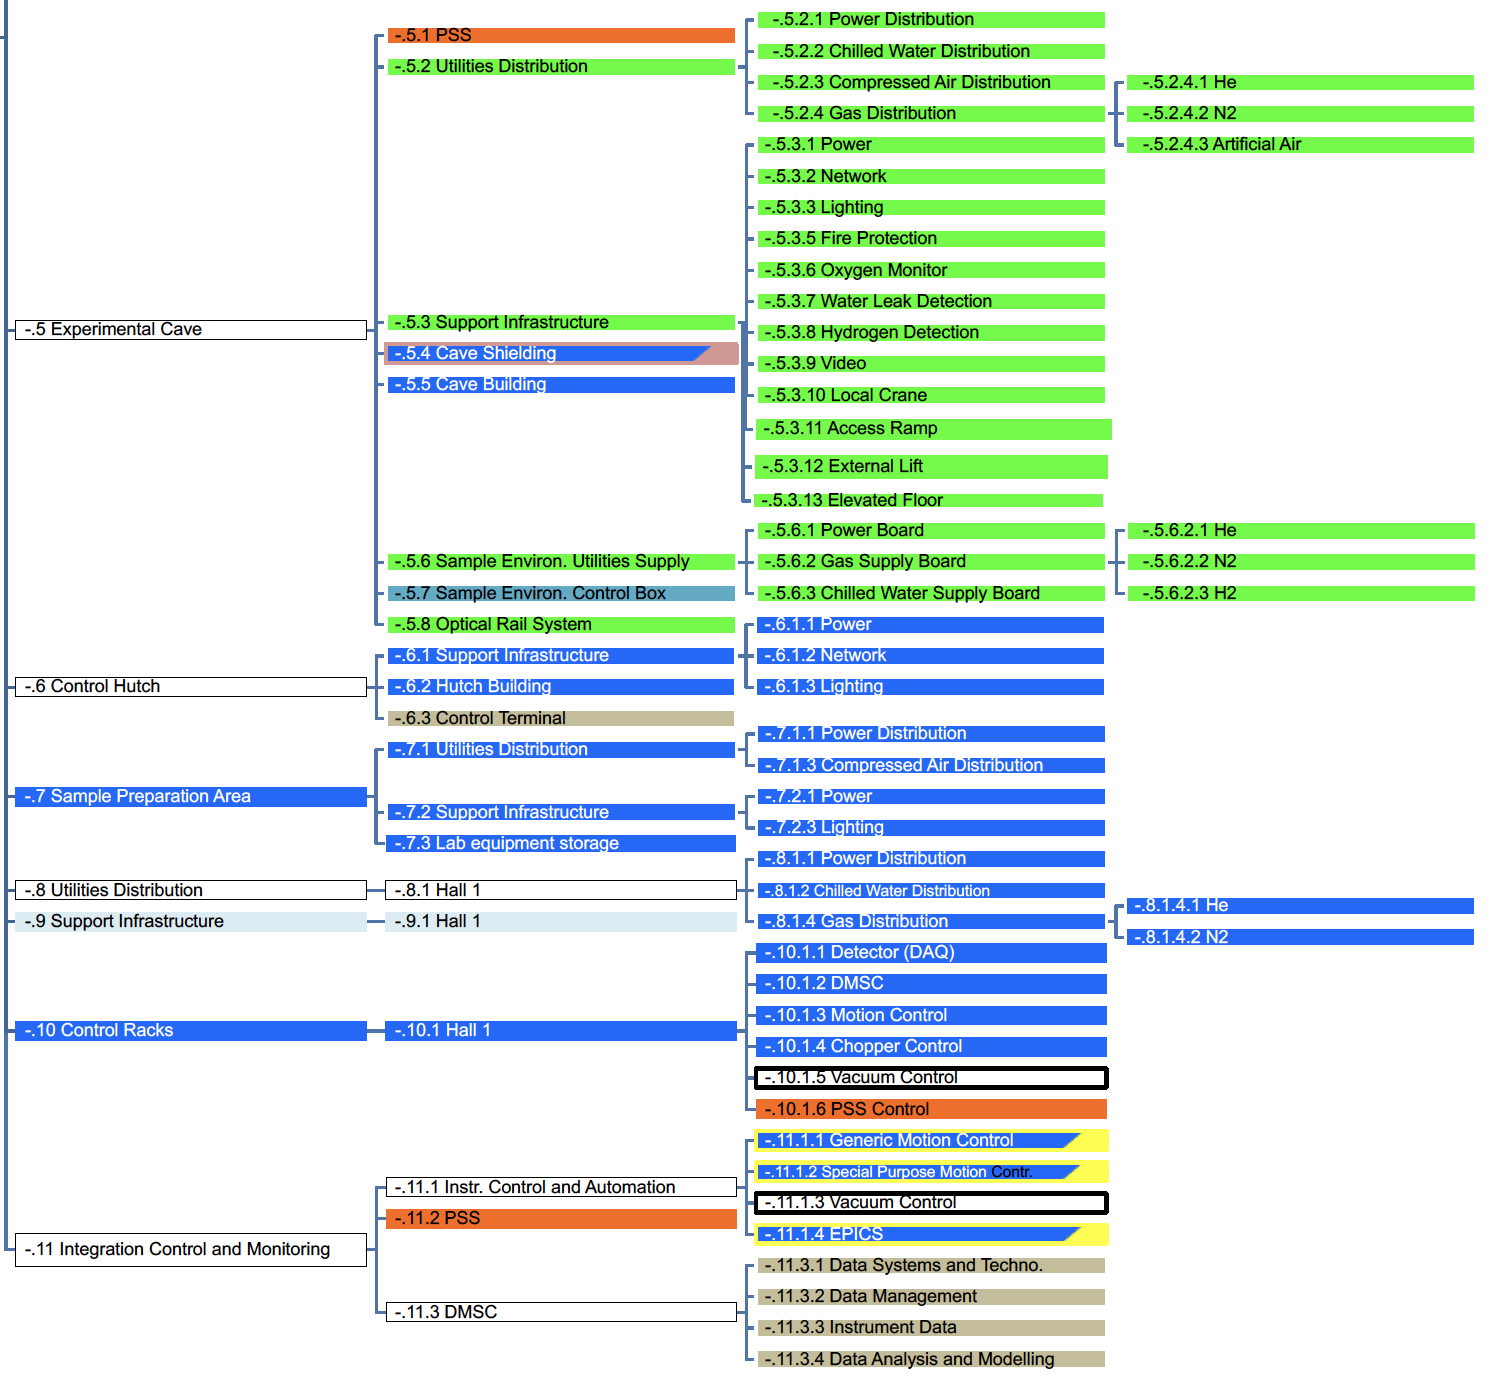 -.5 Experimental Cave
-.5.1 PSS
-.5.2 Utilities Distribution
-.5.2.1 Power Distribution
-.5.2.2 Chilled Water Distribution
-.5.2.3 Compressed Air Distribution
-.5.2.4 Gas Distribution
-.5.2.4.1 He
-.5.2.4.2 N2
-.5.2.4.3 Artificial Air
-.5.3 Support Infrastructure
-.5.3.1 Power
-.5.3.2 Network
-.5.3.3 Lighting
-.5.3.5 Fire Protection
-.5.3.6 Oxygen Monitor
-.5.3.7 Water Leak Detection
-.5.3.8 Hydrogen Detection
-.5.3.9 Video
-.5.3.10 Local Crane
-.5.3.11 Access Ramp
-.5.3.12 External Lift
-.5.3.13 Elevated Floor
-.5.4 Cave Shielding
-.5.5 Cave Building
-.5.6 Sample Environ. Utilities Supply
-.5.6.1 Power Board
-.5.6.2 Gas Supply Board
-.5.6.2.1 He
-.5.6.2.2 N2
-.5.6.2.3 H2
-.5.6.3 Chilled Water Supply Board
-.5.7 Sample Environ. Control Box
-.5.8 Optical Rail System
-.6 Control Hutch
-.6.1 Support Infrastructure
-.6.1.1 Power
-.6.1.2 Network
-.6.1.3 Lighting
-.6.2 Hutch Building
-.6.3 Control Terminal
-.7 Sample Preparation Area
-.7.1 Utilities Distribution
-.7.1.1 Power Distribution
-.7.1.3 Compressed Air Distribution
-.7.2 Support Infrastructure
-.7.2.1 Power
-.7.2.3 Lighting
-.7.3 Lab equipment storage
-.8 Utilities Distribution
-.8.1 Hall 1
-.8.1.1 Power Distribution
-.8.1.2 Chilled Water Distribution
-.8.1.4 Gas Distribution
-.8.1.4.1 He
-.8.1.4.2 N2
-.9 Support Infrastructure
-.9.1 Hall 1
-.10 Control Racks
-.10.1 Hall 1
-.10.1.1 Detector (DAQ)
-.10.1.2 DMSC
-.10.1.3 Motion Control
-.10.1.4 Chopper Control
-.10.1.5 Vacuum Control
-.10.1.6 PSS Control
-.11 Integration Control and Monitoring
-.11.1 Instr. Control and Automation
-.11.1.1 Generic Motion Control
-.11.1.2 Special Purpose Motion Contr.
-.11.1.3 Vacuum Control
-.11.1.4 EPICS
-.11.2 PSS
-.11.3 DMSC
-.11.3.1 Data Systems and Techno.
-.11.3.2 Data Management
-.11.3.3 Instrument Data
-.11.3.4 Data Analysis and Modelling